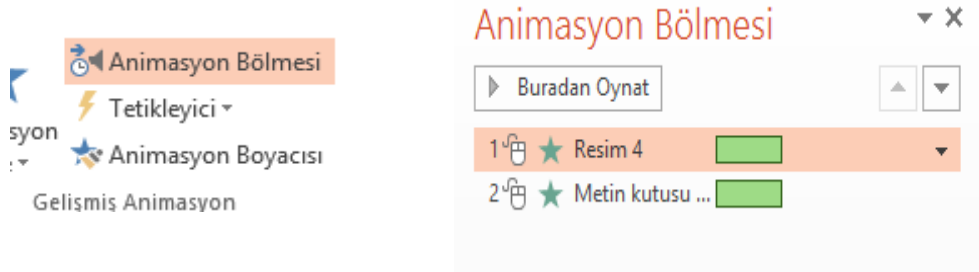 Animasyon Bölmesi
Tetikleyici
syon
Animasyon Boyacısı
Gelişmiş Animasyon
Animasyon Bölmesi
Buradan Oynat
1 Resim 4
2 Metin kutusu ...